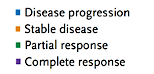 Disease progression
Stable disease
Partial response
Complete response